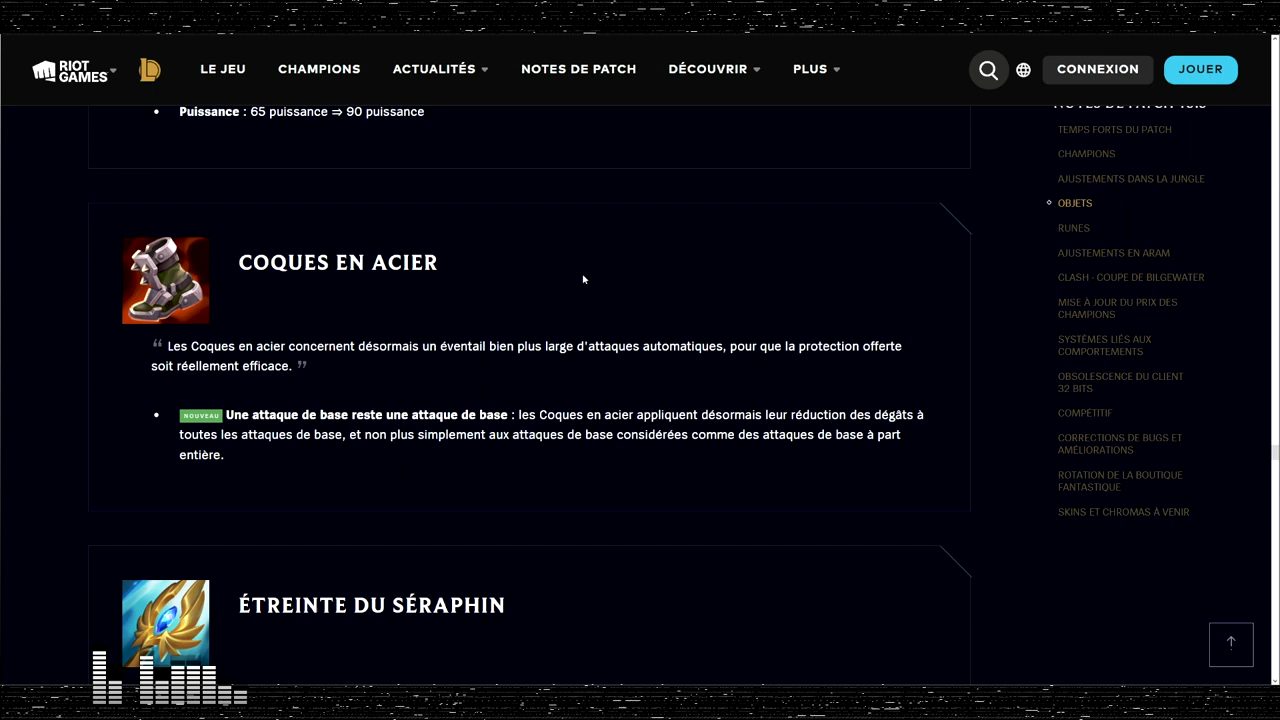 RIOT GAMES
LE JEU
CHAMPIONS
ACTUALITÉS
NOTES DE PATCH
DÉCOUVRIR
PLUS
CONNEXION
JOUER
Puissance : 65 puissance ⇒ 90 puissance
COQUES EN ACIER
“ Les Coques en acier concernent désormais un éventail bien plus large d'attaques automatiques, pour que la protection offerte
soit réellement efficace. ”
NOUVEAU Une attaque de base reste une attaque de base : les Coques en acier appliquent désormais leur réduction des dégâts à
toutes les attaques de base, et non plus simplement aux attaques de base considérées comme des attaques de base à part
entière.
ÉTREINTE DU SÉRAPHIN
TEMPS FORTS DU PATCH
CHAMPIONS
AJUSTEMENTS DANS LA JUNGLE
OBJETS
RUNES
AJUSTEMENTS EN ARAM
CLASH - COUPE DE BILGEWATER
MISE À JOUR DU PRIX DES
CHAMPIONS
SYSTÈMES LIÉS AUX
COMPORTEMENTS
OBSOLESCENCE DU CLIENT
32 BITS
COMPÉTITIF
CORRECTIONS DE BUGS ET
AMÉLIORATIONS
ROTATION DE LA BOUTIQUE
FANTASTIQUE
SKINS ET CHROMAS À VENIR